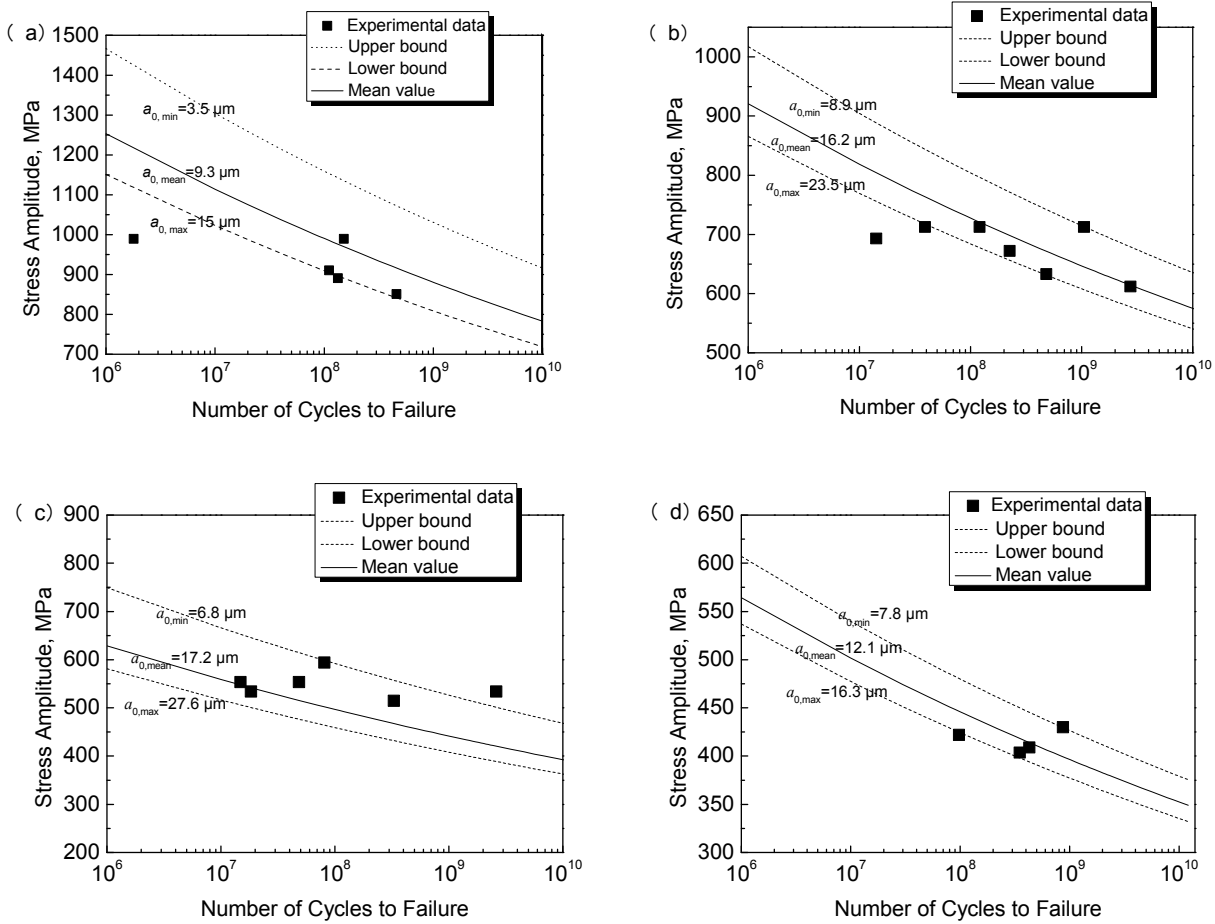 ( a)
Experimental data
Upper bound
Lower bound
Mean value
1500
1400
1300
1200
1100
1000
900
800
700
Stress Amplitude, MPa
a0, min=3.5 μm
a0, mean=9.3 μm
a0, max=15 μm
10^6 10^7 10^8 10^9 10^10
Number of Cycles to Failure
( b)
Experimental data
Upper bound
Lower bound
Mean value
1000
900
800
700
600
500
Stress Amplitude, MPa
a0,min=8.9 μm
a0,mean=16.2 μm
a0,max=23.5 μm
10^6 10^7 10^8 10^9 10^10
Number of Cycles to Failure
( c)
Experimental data
Upper bound
Lower bound
Mean value
900
800
700
600
500
400
300
200
Stress Amplitude, MPa
a0,min=6.8 μm
a0,mean=17.2 μm
a0,max=27.6 μm
10^6 10^7 10^8 10^9 10^10
Number of Cycles to Failure
( d)
Experimental data
Upper bound
Lower bound
Mean value
650
600
550
500
450
400
350
300
Stress Amplitude, MPa
a0,min=7.8 μm
a0,mean=12.1 μm
a0,max=16.3 μm
10^6 10^7 10^8 10^9 10^10
Number of Cycles to Failure